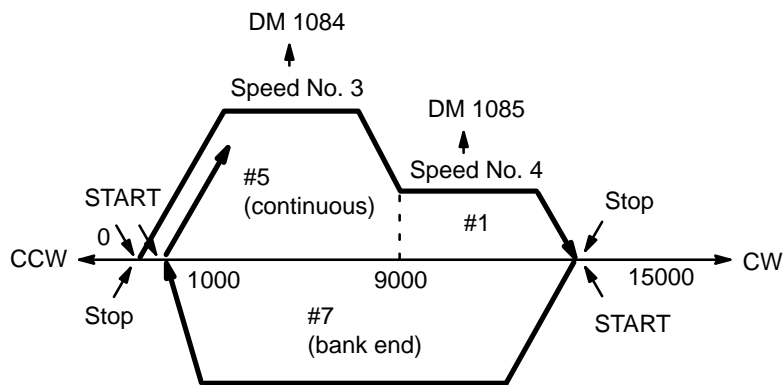 DM 1084
Speed No. 3
DM 1085
Speed No. 4
#5
(continuous)
START
#1
Stop
0
CCW
CW
1000
9000
15000
Stop
#7
(bank end)
START